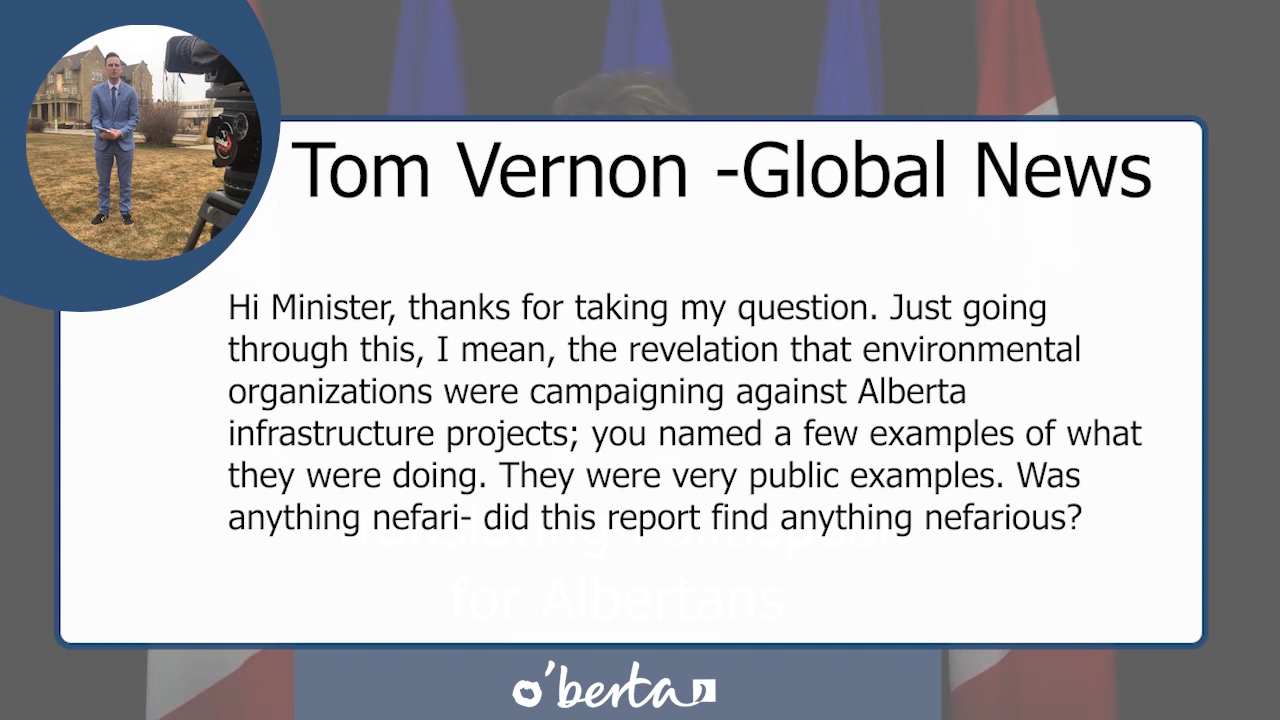 Tom Vernon -Global News
Hi Minister, thanks for taking my question. Just going
through this, I mean, the revelation that environmental
organizations were campaigning against Alberta
infrastructure projects; you named a few examples of what
they were doing. They were very public examples. Was
anything nefari- did this report find anything nefarious?
for Albertans
o'berta